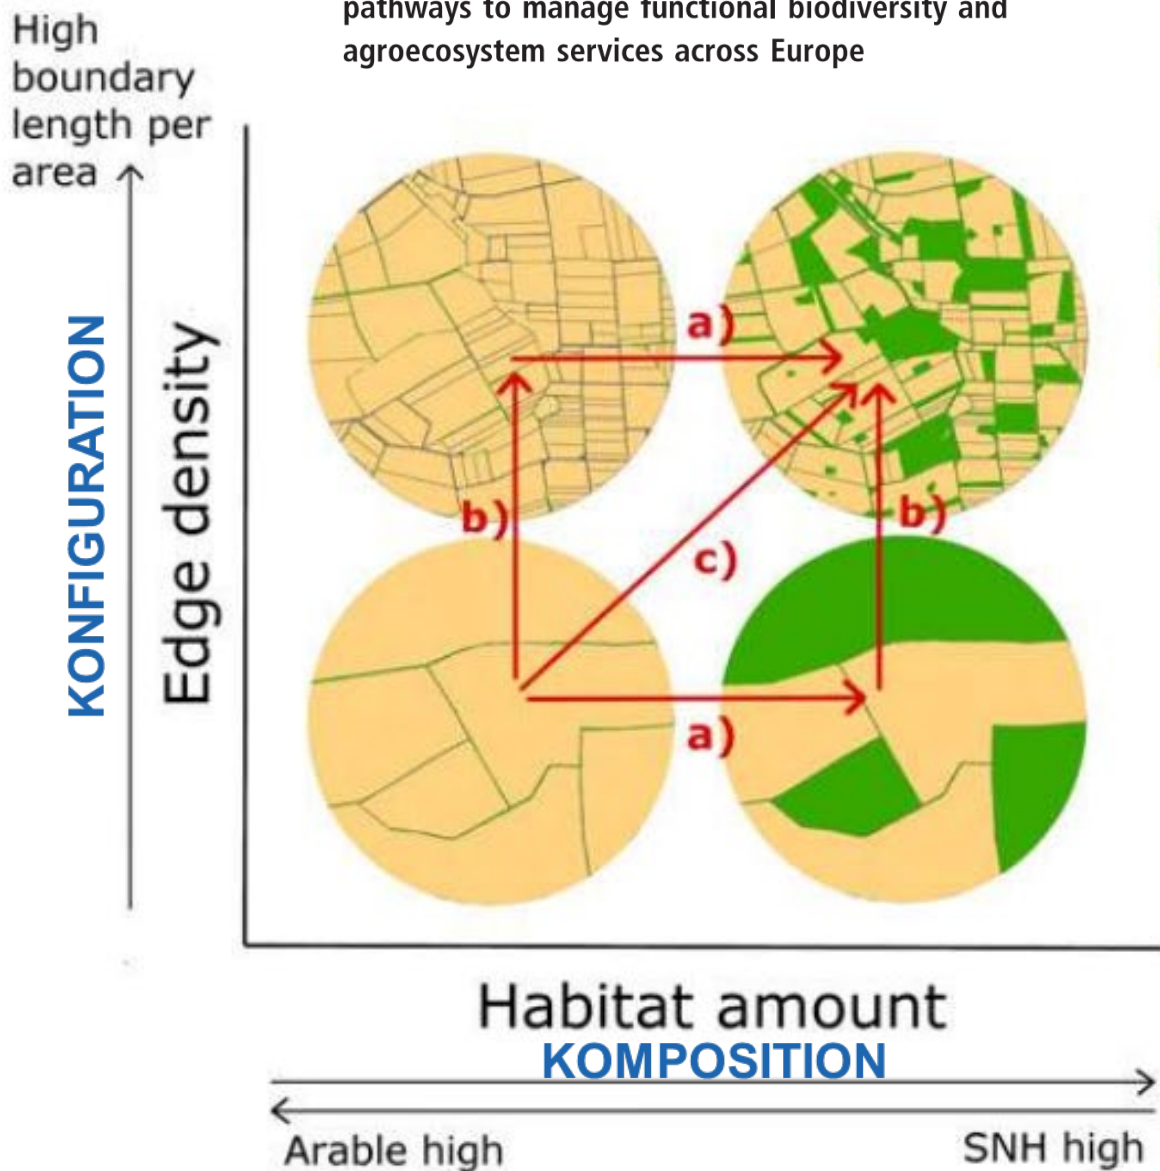 pathways to manage functional biodiversity and
agroecosystem services across Europe
High
boundary
length per
area
KONFIGURATION
Edge density
a)
b)
b)
c)
a)
Habitat amount
KOMPOSITION
Arable high
SNH high